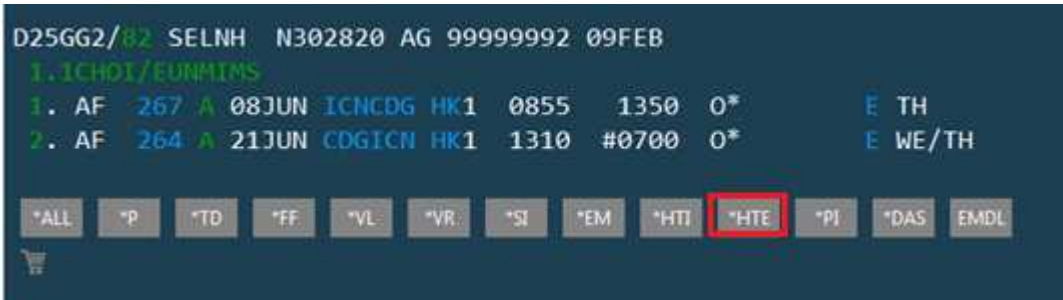 D25GG2/82 SELNH N302820 AG 99999992 09FEB
1.1CHOI/EUNMIMS
1. AF 267 A 08JUN ICNCDG HK1 0855 1350 O* E TH
2. AF 264 A 21JUN CDGICN HK1 1310 #0700 O* E WE/TH
*ALL *P *TD *FF *VL *VR *SI *EM *HTI *HTE *PI *DAS EMDL